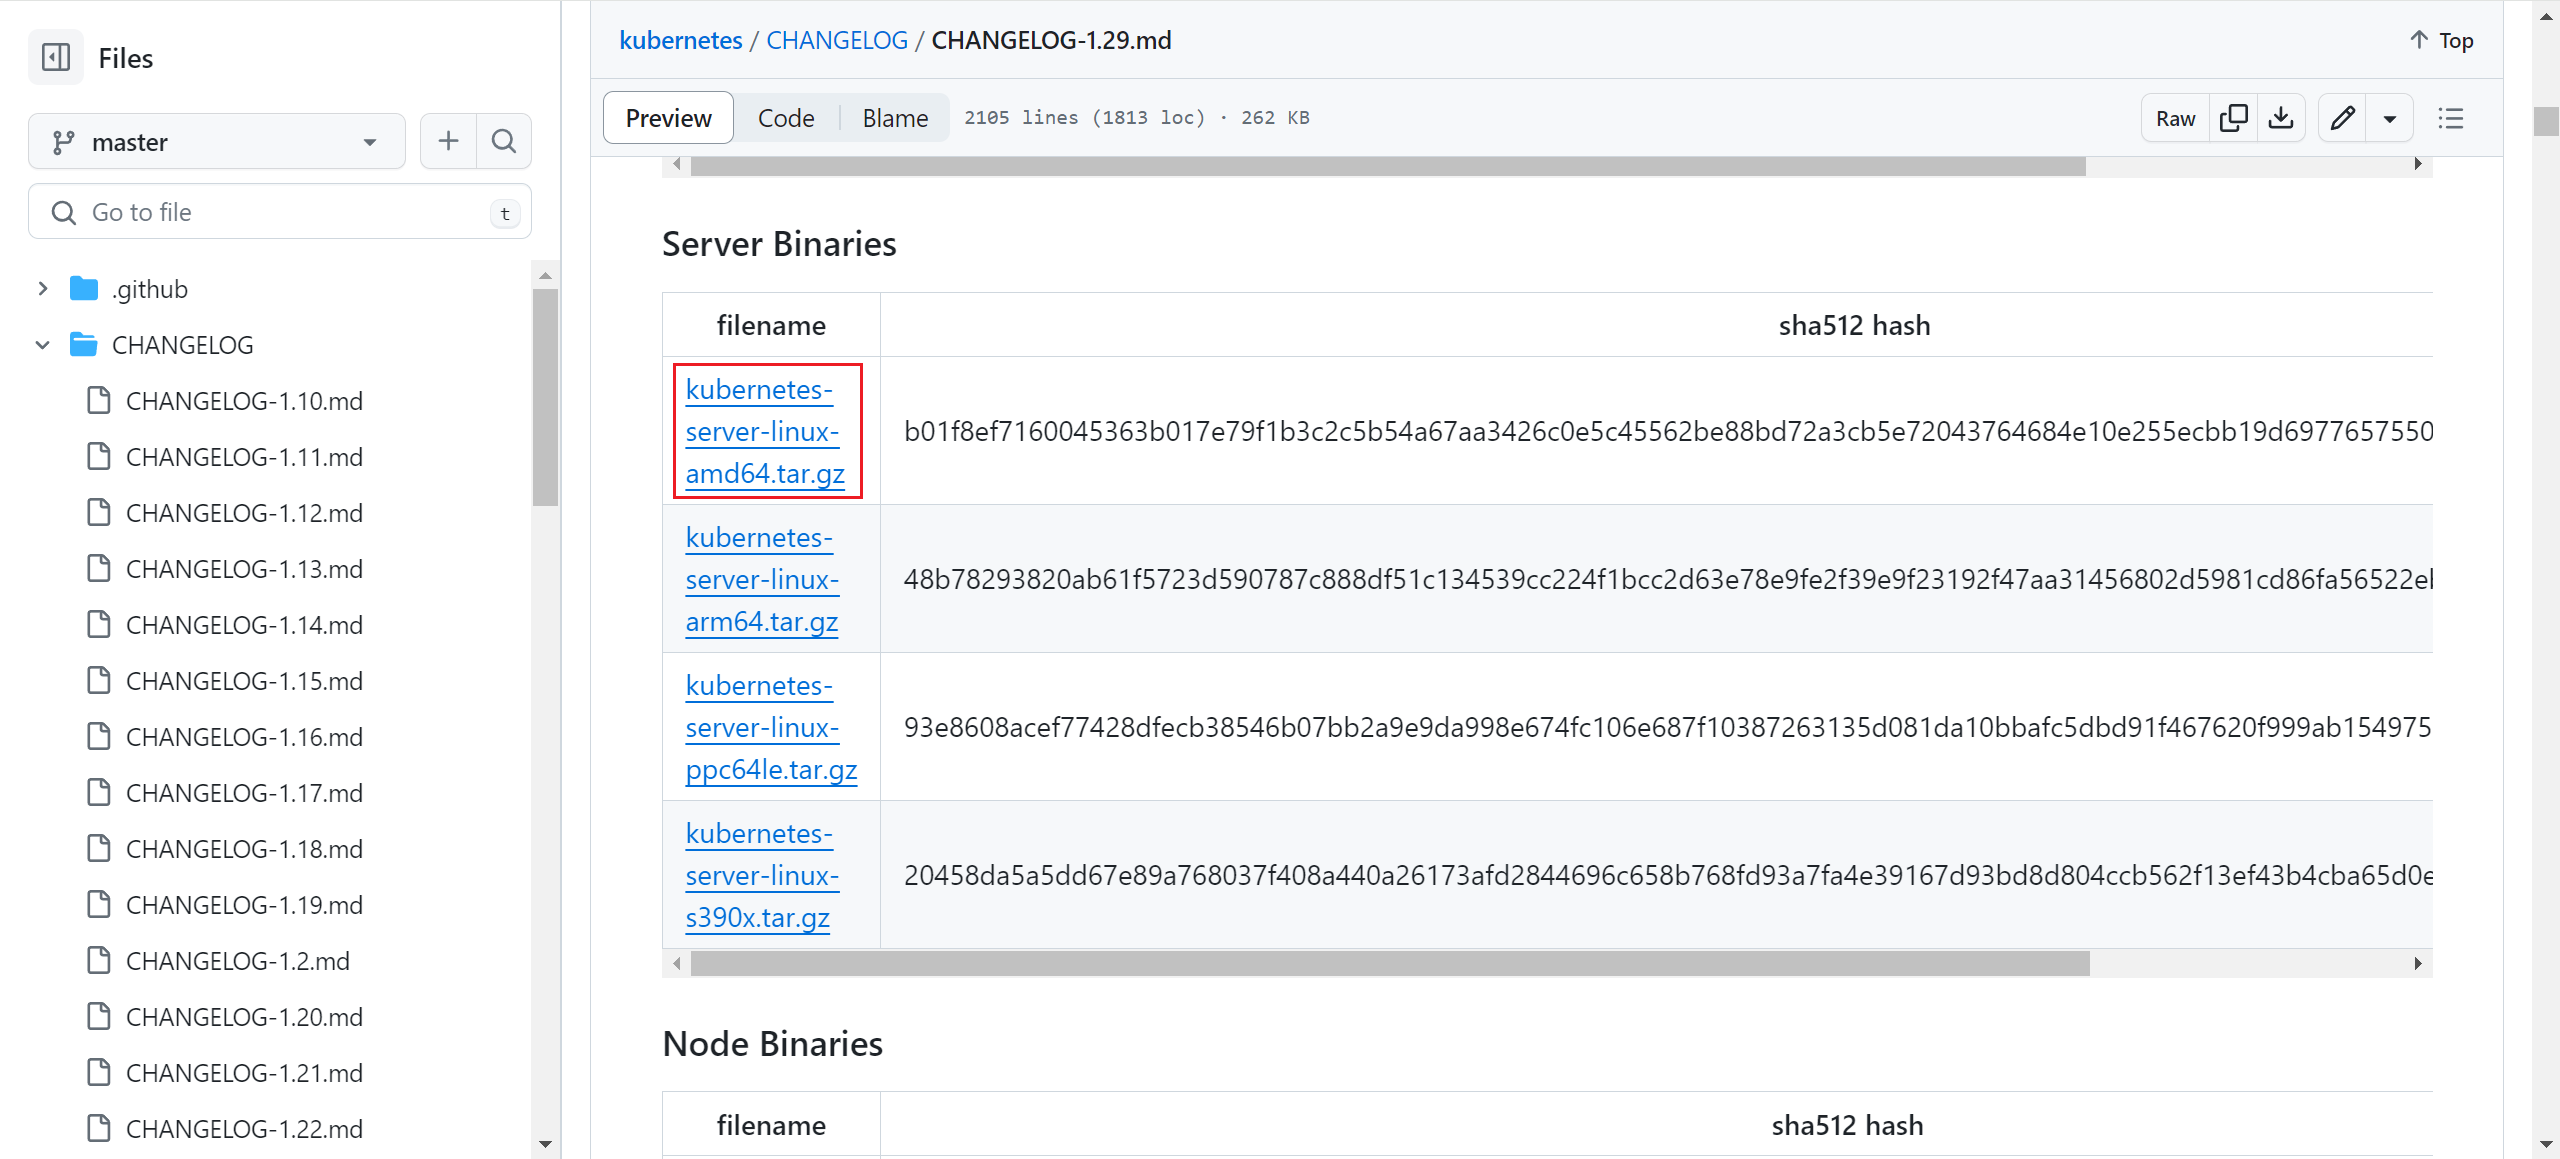 Files
master
Go to file
t
.github
CHANGELOG
CHANGELOG-1.10.md
CHANGELOG-1.11.md
CHANGELOG-1.12.md
CHANGELOG-1.13.md
CHANGELOG-1.14.md
CHANGELOG-1.15.md
CHANGELOG-1.16.md
CHANGELOG-1.17.md
CHANGELOG-1.18.md
CHANGELOG-1.19.md
CHANGELOG-1.2.md
CHANGELOG-1.20.md
CHANGELOG-1.21.md
CHANGELOG-1.22.md
kubernetes / CHANGELOG / CHANGELOG-1.29.md
Top
Preview Code Blame 2105 lines (1813 loc) · 262 KB
Raw
Server Binaries
filename sha512 hash
kubernetes-
server-linux-
amd64.tar.gz
b01f8ef7160045363b017e79f1b3c2c5b54a67aa3426c0e5c45562be88bd72a3cb5e72043764684e10e255ecbb19d6977657550
kubernetes-
server-linux-
arm64.tar.gz
48b78293820ab61f5723d590787c888df51c134539cc224f1bcc2d63e78e9fe2f39e9f23192f47aa31456802d5981cd86fa56522eb
kubernetes-
server-linux-
ppc64le.tar.gz
93e8608acef77428dfecb38546b07bb2a9e9da998e674fc106e687f10387263135d081da10bbafc5dbd91f467620f999ab154975
kubernetes-
server-linux-
s390x.tar.gz
20458da5a5dd67e89a768037f408a440a26173afd2844696c658b768fd93a7fa4e39167d93bd8d804ccb562f13ef43b4cba65d0e
Node Binaries
filename sha512 hash